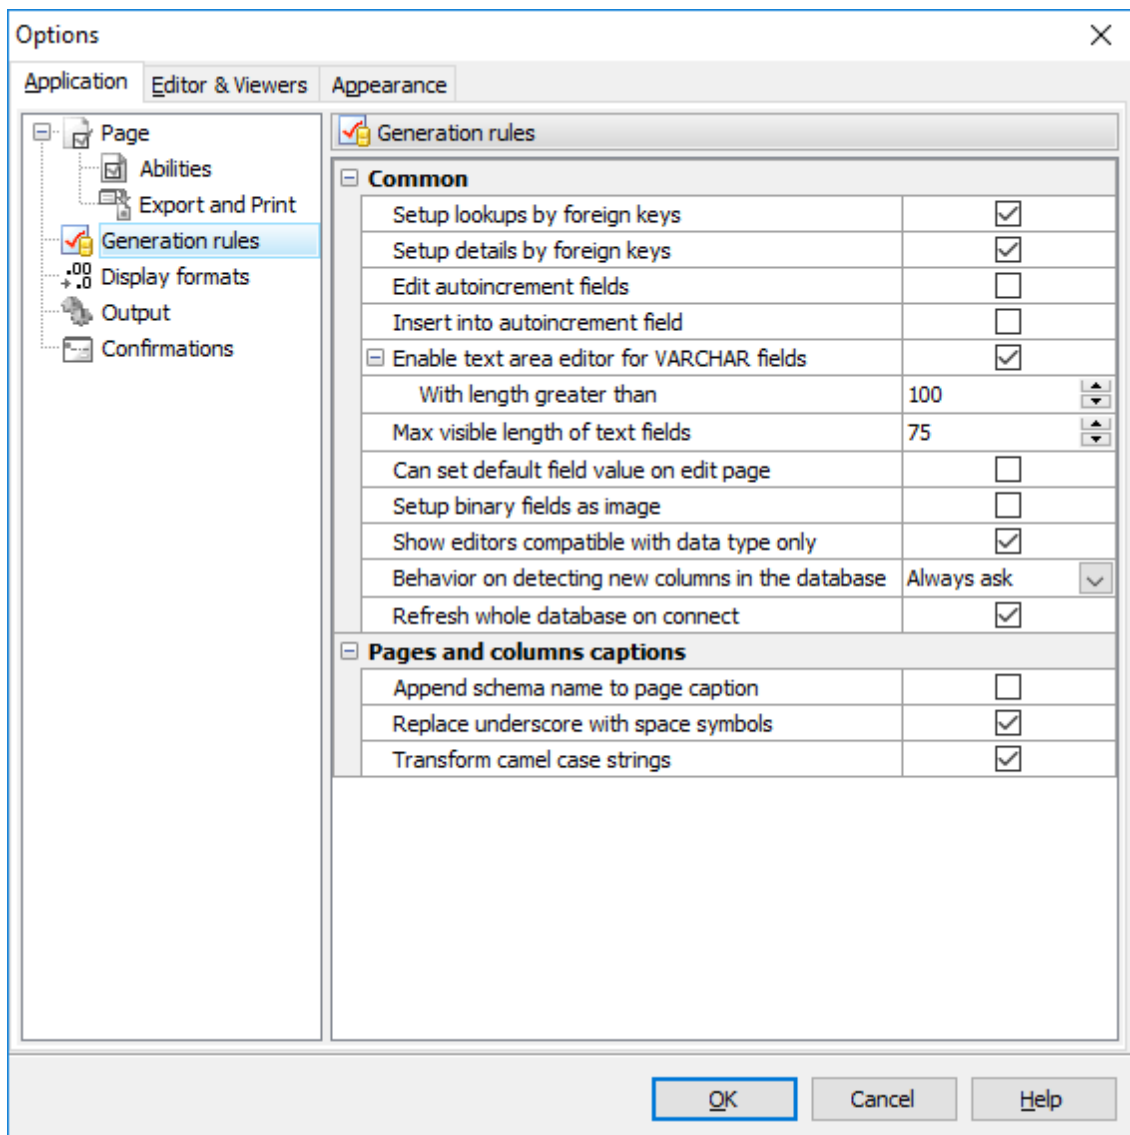 Options
Application Editor & Viewers Appearance
Page
Abilities
Export and Print
Generation rules
Display formats
.00
.0
Output
Confirmations
Generation rules
Common
Setup lookups by foreign keys
Setup details by foreign keys
Edit autoincrement fields
Insert into autoincrement field
Enable text area editor for VARCHAR fields
With length greater than 100
Max visible length of text fields 75
Can set default field value on edit page
Setup binary fields as image
Show editors compatible with data type only
Behavior on detecting new columns in the database Always ask
Refresh whole database on connect
Pages and columns captions
Append schema name to page caption
Replace underscore with space symbols
Transform camel case strings
OK Cancel Help